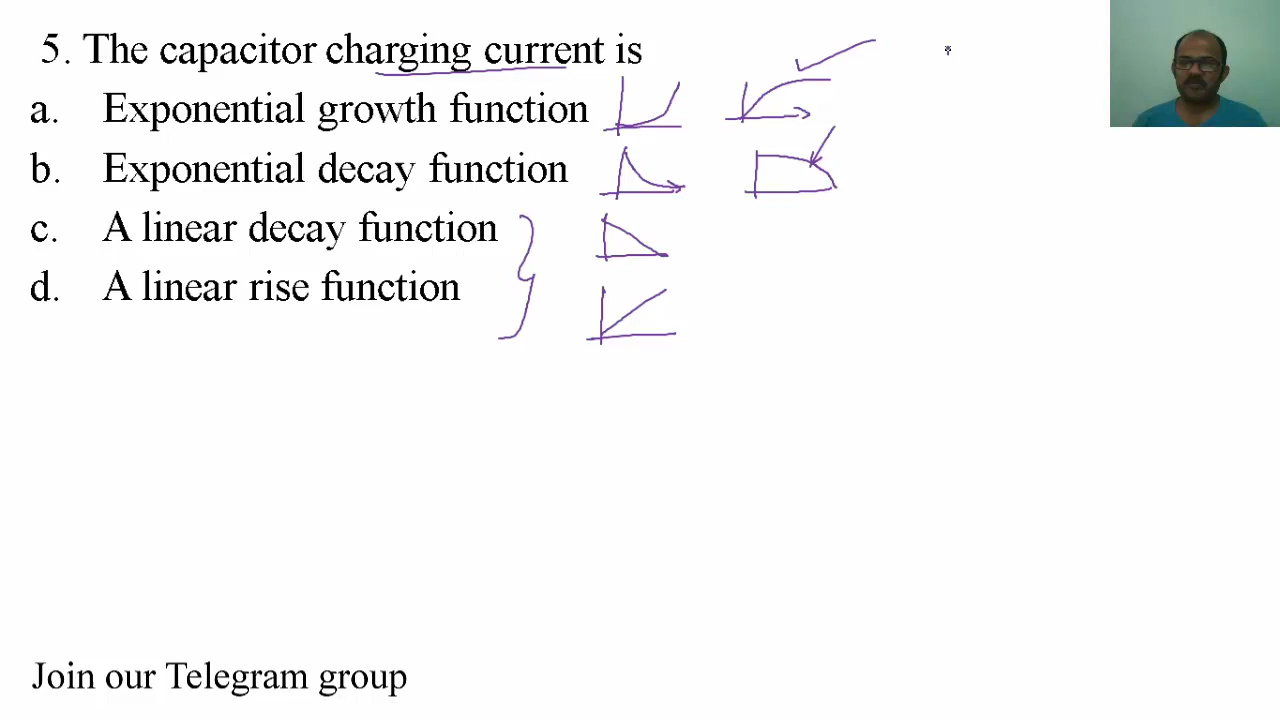 5. The capacitor charging current is
a. Exponential growth function
b. Exponential decay function
c. A linear decay function
d. A linear rise function
Join our Telegram group